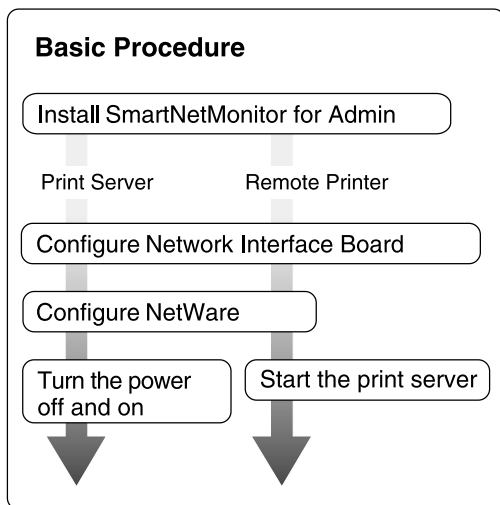 Basic Procedure
Install SmartNetMonitor for Admin
Print Server
Remote Printer
Configure Network Interface Board
Configure NetWare
Turn the power
off and on
Start the print server